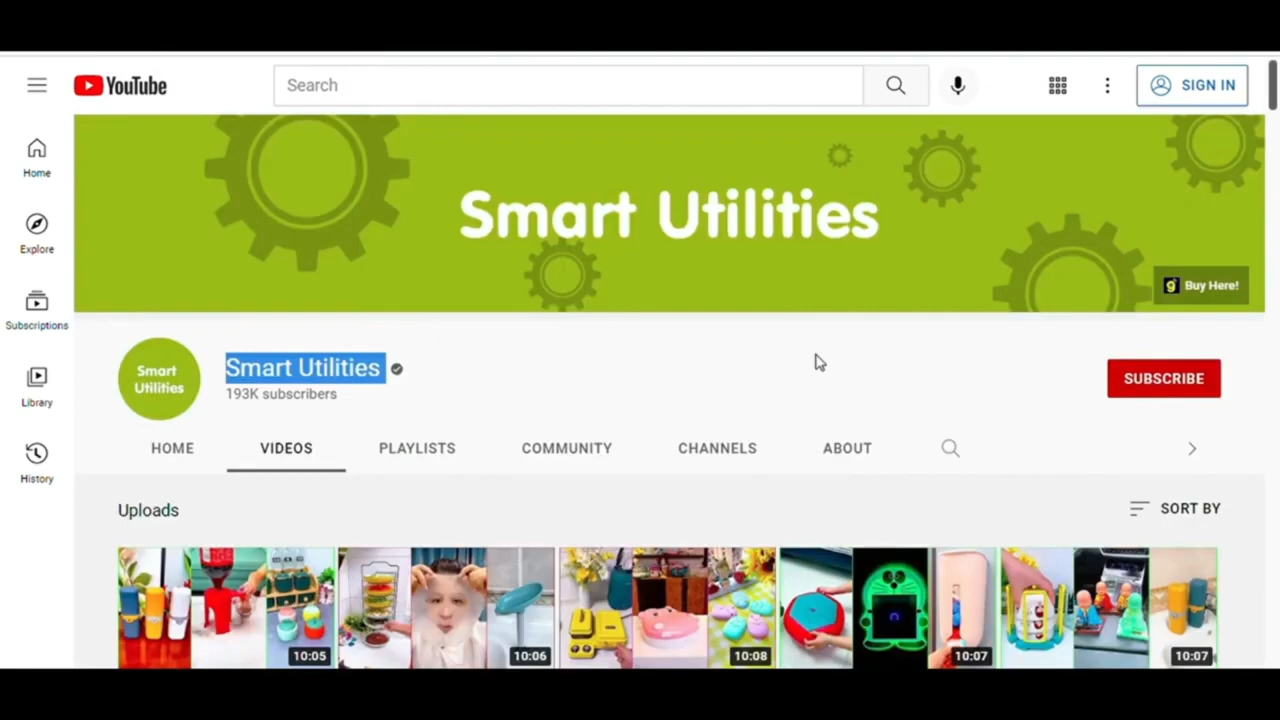 YouTube
Search
SIGN IN
Home
Explore
Subscriptions
Library
History
Smart Utilities
Buy Here!
Smart
Utilities
Smart Utilities
193K subscribers
SUBSCRIBE
HOME VIDEOS PLAYLISTS COMMUNITY CHANNELS ABOUT
Uploads
SORT BY
10:05 10:06 10:08 10:07 10:07